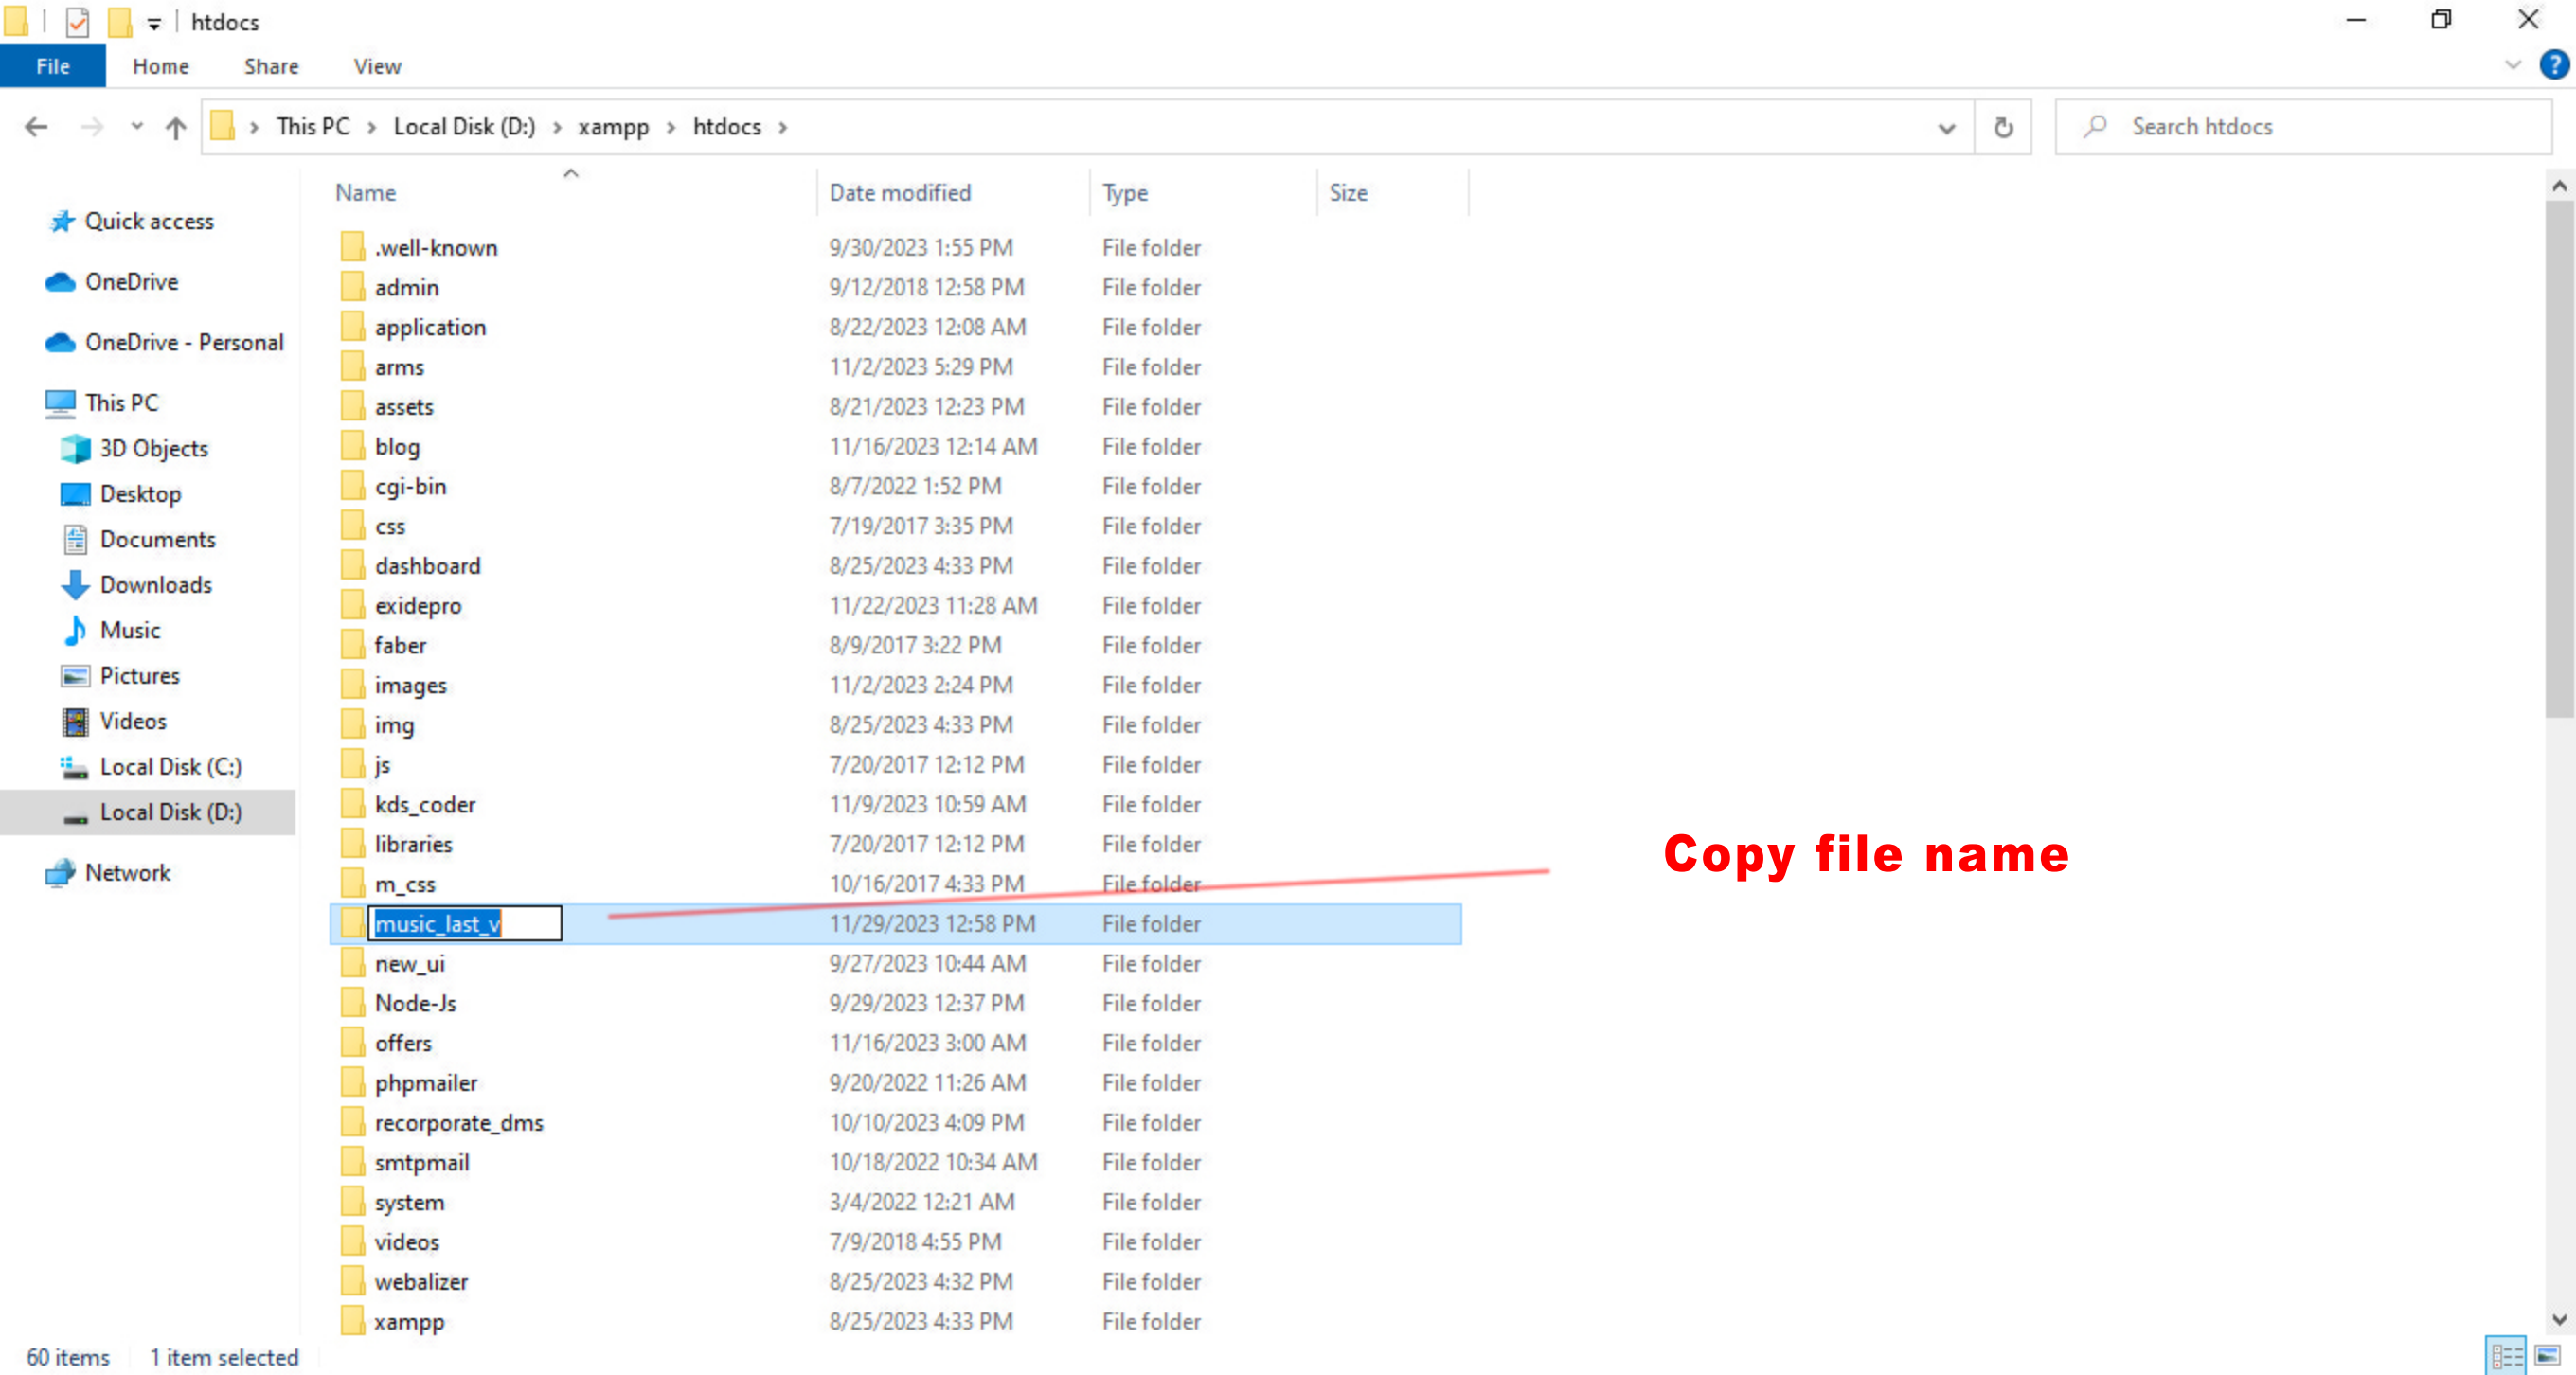 htdocs
File Home Share View
This PC > Local Disk (D:) > xampp > htdocs >
Search htdocs
Quick access
OneDrive
OneDrive - Personal
This PC
3D Objects
Desktop
Documents
Downloads
Music
Pictures
Videos
Local Disk (C:)
Local Disk (D:)
Network
Name Date modified Type Size
.well-known 9/30/2023 1:55 PM File folder
admin 9/12/2018 12:58 PM File folder
application 8/22/2023 12:08 AM File folder
arms 11/2/2023 5:29 PM File folder
assets 8/21/2023 12:23 PM File folder
blog 11/16/2023 12:14 AM File folder
cgi-bin 8/7/2022 1:52 PM File folder
css 7/19/2017 3:35 PM File folder
dashboard 8/25/2023 4:33 PM File folder
exidepro 11/22/2023 11:28 AM File folder
faber 8/9/2017 3:22 PM File folder
images 11/2/2023 2:24 PM File folder
img 8/25/2023 4:33 PM File folder
js 7/20/2017 12:12 PM File folder
kds_coder 11/9/2023 10:59 AM File folder
libraries 7/20/2017 12:12 PM File folder
m_css 10/16/2017 4:33 PM File folder
music_last_v 11/29/2023 12:58 PM File folder
new_ui 9/27/2023 10:44 AM File folder
Node-Js 9/29/2023 12:37 PM File folder
offers 11/16/2023 3:00 AM File folder
phpmailer 9/20/2022 11:26 AM File folder
recorporate_dms 10/10/2023 4:09 PM File folder
smtpmail 10/18/2022 10:34 AM File folder
system 3/4/2022 12:21 AM File folder
videos 7/9/2018 4:55 PM File folder
webalizer 8/25/2023 4:32 PM File folder
xampp 8/25/2023 4:33 PM File folder
Copy file name
60 items 1 item selected